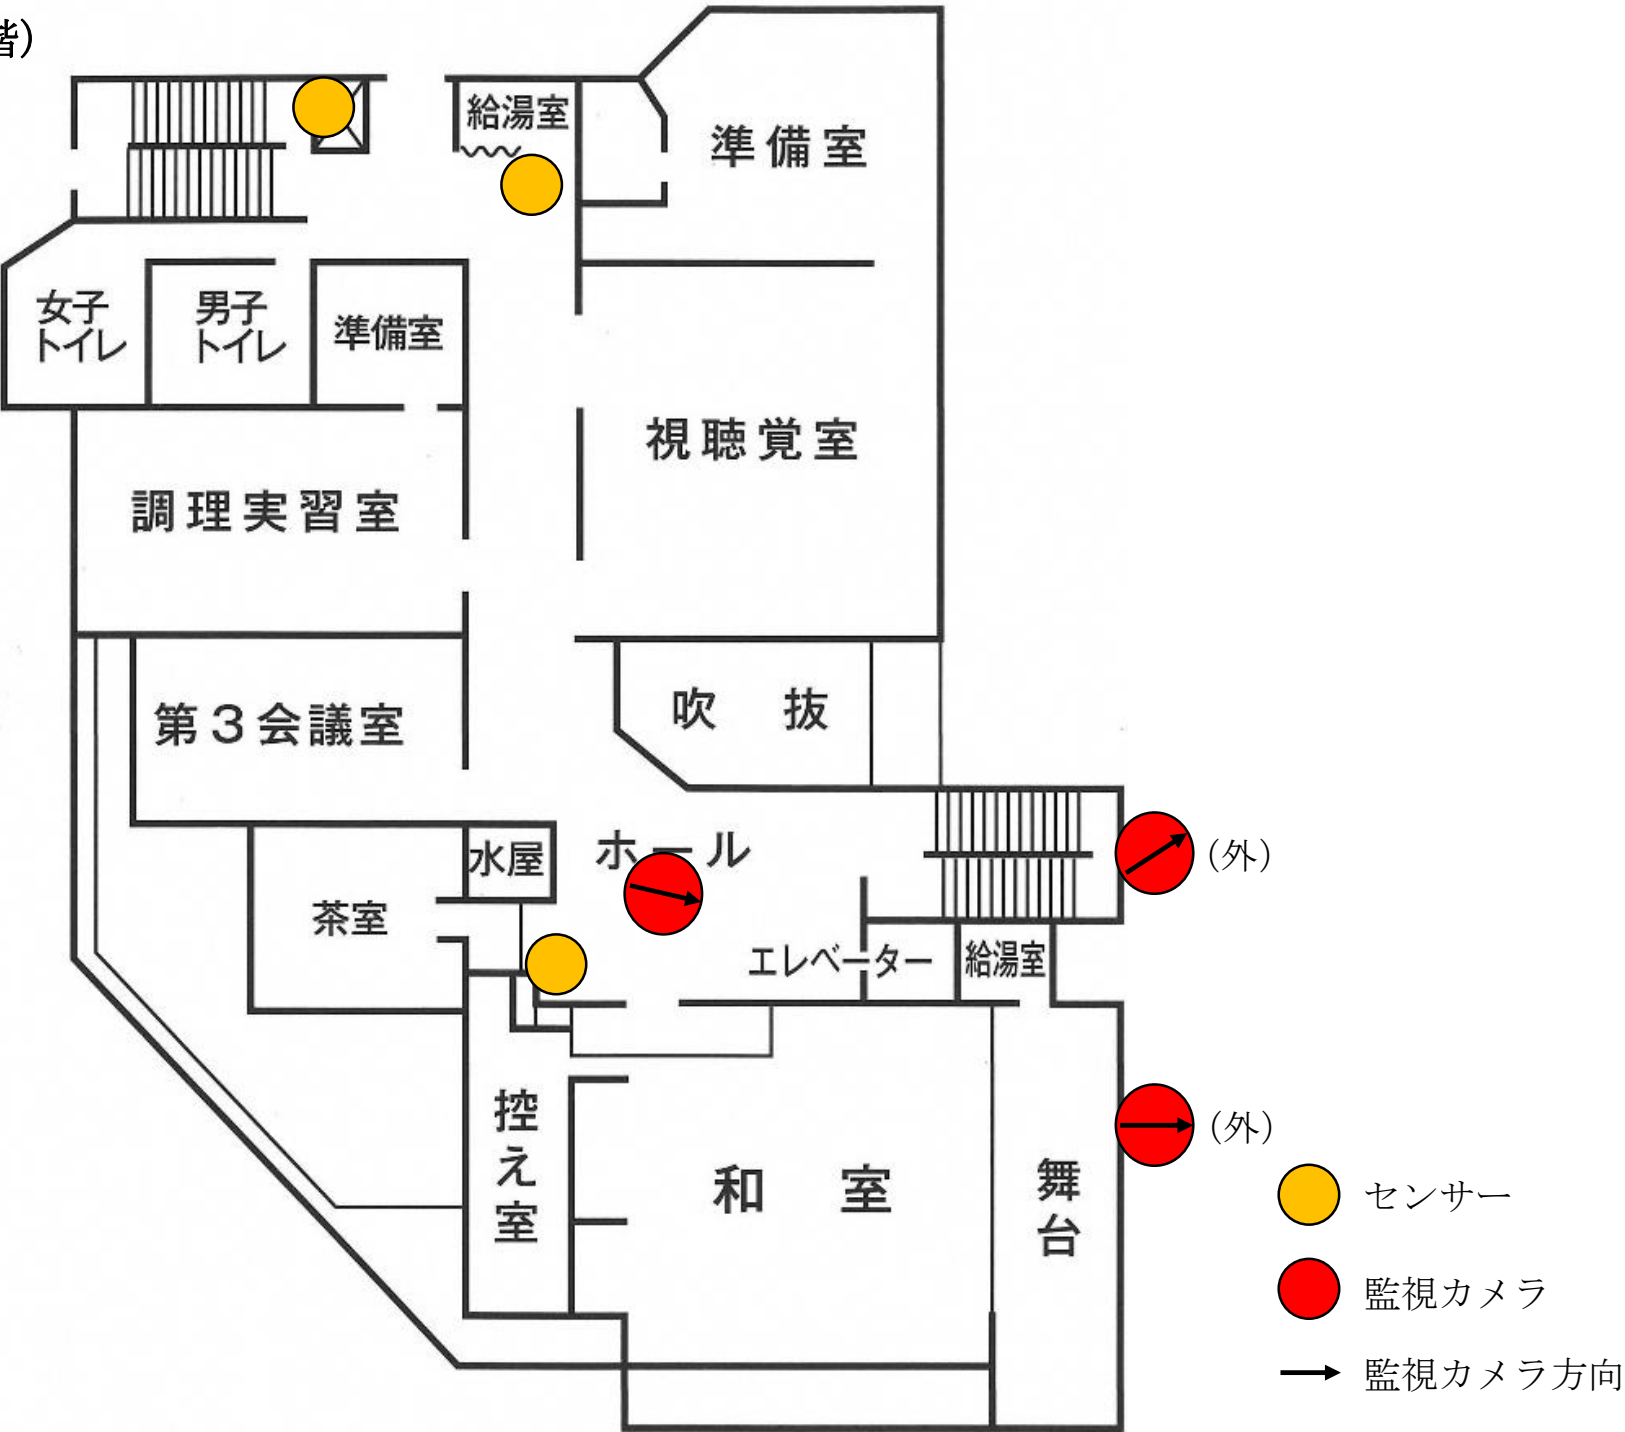 階）
給湯室
準備室
女子
トイレ
男子
トイレ
準備室
視聴覚室
調理実習室
吹　抜
第３会議室
ホール
水屋
（外）
茶室
エレベーター
給湯室
控え室
（外）
和　室
舞台
センサー
監視カメラ
監視カメラ方向